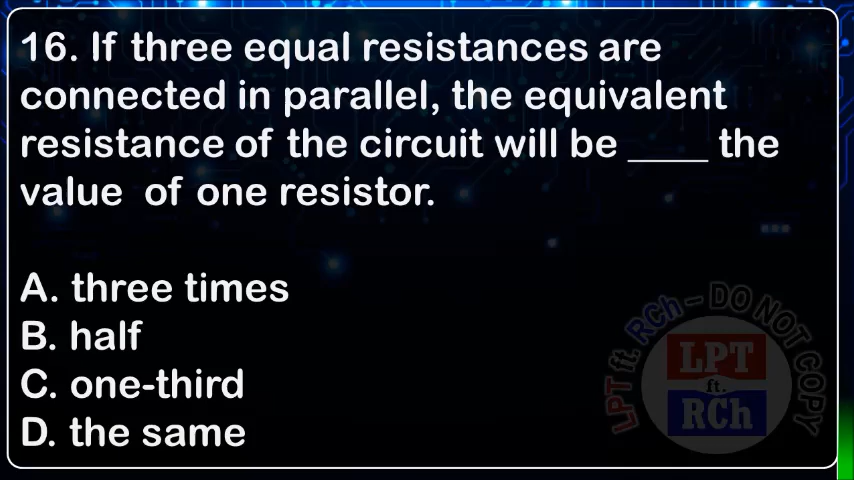 16. If three equal resistances are
connected in parallel, the equivalent
resistance of the circuit will be _____ the
value of one resistor.
A. three times
B. half
C. one-third
D. the same
LPT ft. RCh – DO NOT COPY
LPT
ft.
RCh